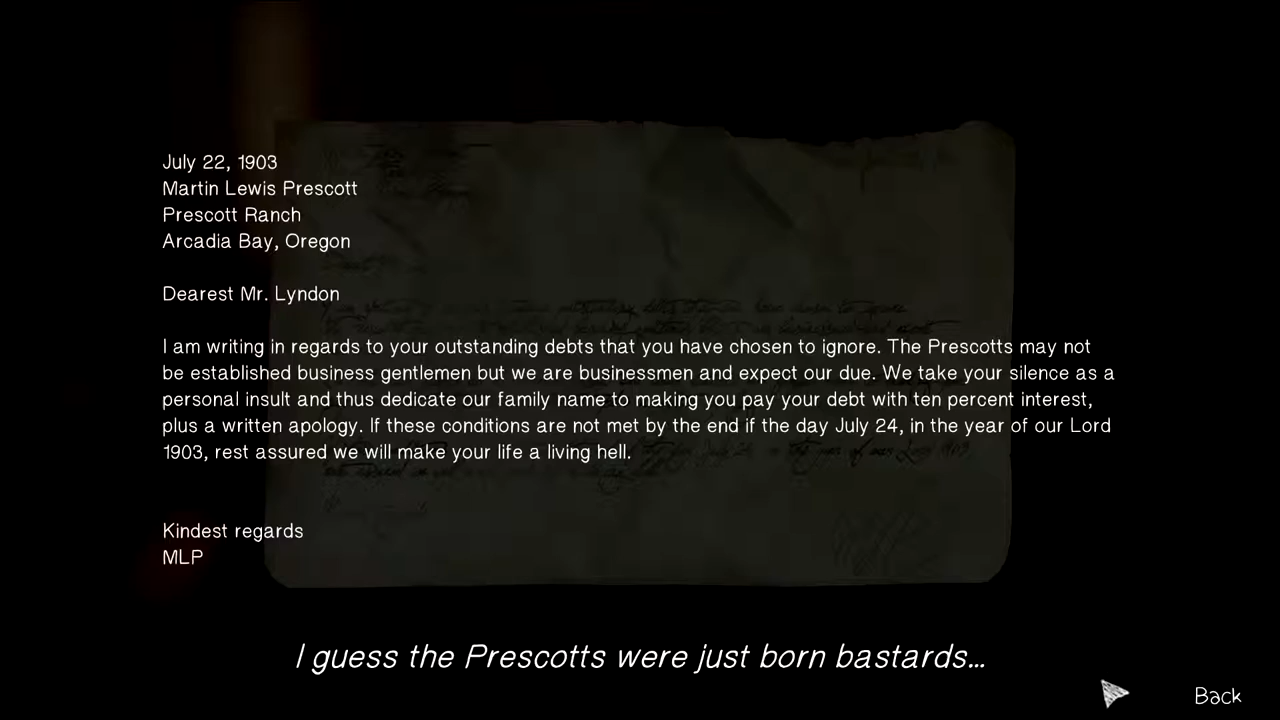 July 22, 1903
Martin Lewis Prescott
Prescott Ranch
Arcadia Bay, Oregon
Dearest Mr. Lyndon
I am writing in regards to your outstanding debts that you have chosen to ignore. The Prescotts may not
be established business gentlemen but we are businessmen and expect our due. We take your silence as a
personal insult and thus dedicate our family name to making you pay your debt with ten percent interest,
plus a written apology. If these conditions are not met by the end if the day July 24, in the year of our Lord
1903, rest assured we will make your life a living hell.
Kindest regards
MLP
I guess the Prescotts were just born bastards...
Back